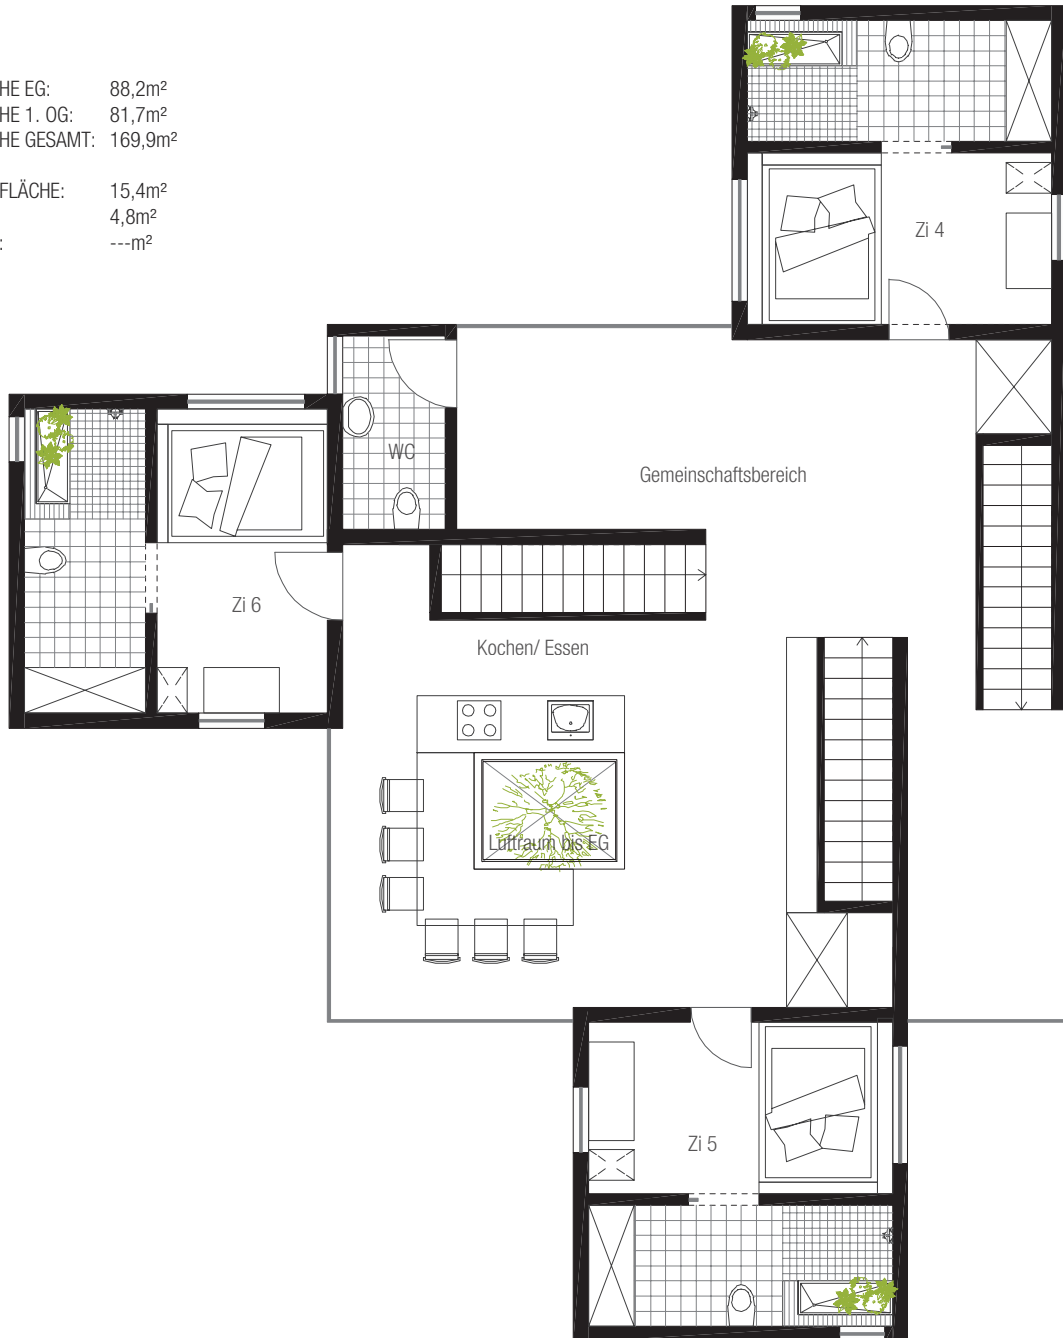 HE EG: 88,2m²
HE 1. OG: 81,7m²
HE GESAMT: 169,9m²
FLÄCHE: 15,4m²
4,8m²
: ---m²
Zi 4
WC
Gemeinschaftsbereich
Zi 6
Kochen/ Essen
Luftraum bis EG
Zi 5